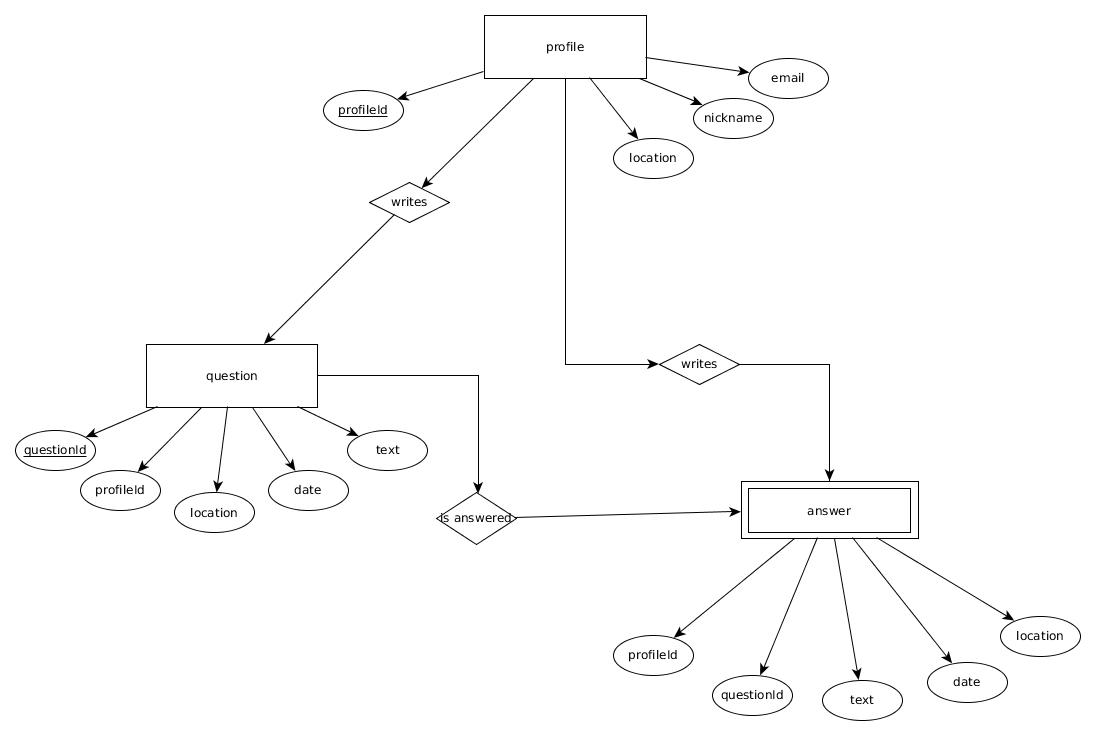 profile
email
profileId
nickname
location
writes
question
writes
questionId
text
profileId
date
location
is answered
answer
location
profileId
date
questionId
text